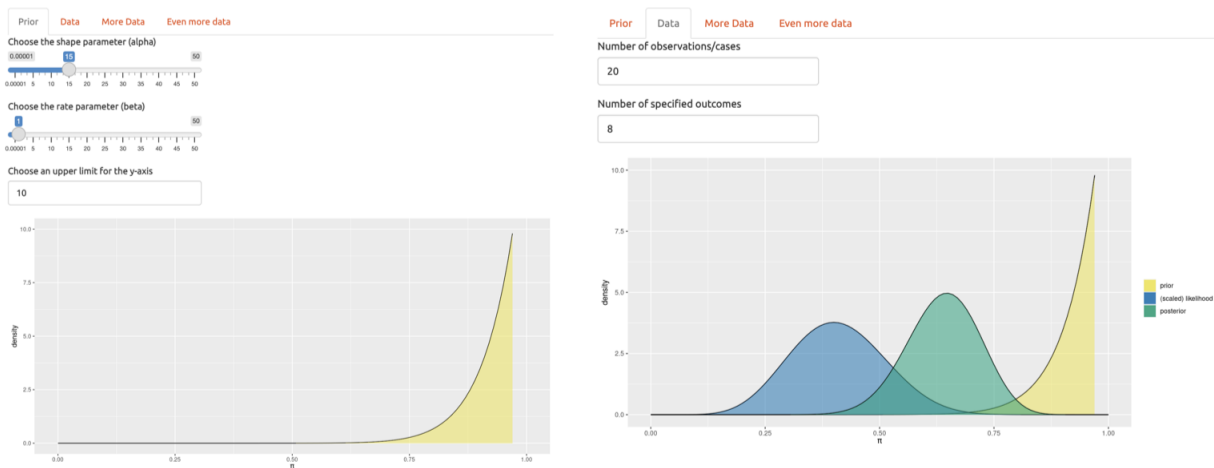 Prior Data More Data Even more data
Choose the shape parameter (alpha)
0.00001 15 50
0.00001 5 10 15 20 25 30 35 40 45 50
Choose the rate parameter (beta)
1 50
0.00001 5 10 15 20 25 30 35 40 45 50
Choose an upper limit for the y-axis
10
10.0
7.5
5.0
2.5
0.0
density
0.00 0.25 0.50 0.75 1.00
π
Prior Data More Data Even more data
Number of observations/cases
20
Number of specified outcomes
8
10.0
7.5
5.0
2.5
0.0
density
0.00 0.25 0.50 0.75 1.00
π
prior
(scaled) likelihood
posterior